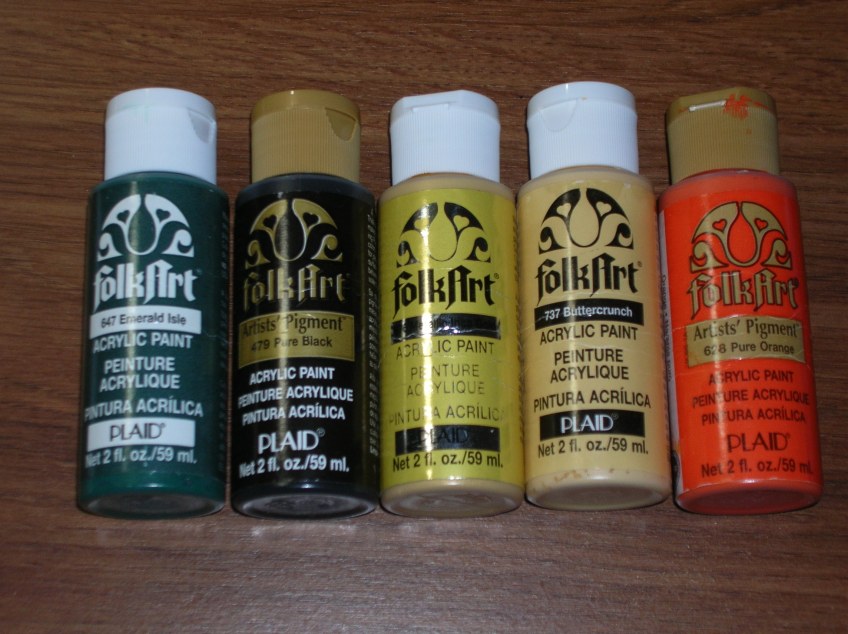 folkArt®
647 Emerald Isle
ACRYLIC PAINT
PEINTURE
ACRYLIQUE
PINTURA ACRÍLICA
PLAID®
Net 2 fl. oz./59 ml.
folkArt
Artists' Pigment™
479 Pure Black
ACRYLIC PAINT
PEINTURE ACRYLIQUE
PINTURA ACRÍLICA
PLAID®
Net 2 fl. oz./59 ml.
folkArt®
ACRYLIC PAINT
PEINTURE
ACRYLIQUE
PINTURA ACRÍLICA
PLAID
Net 2 fl. oz./59 ml.
folkArt®
737 Buttercrunch
ACRYLIC PAINT
PEINTURE
ACRYLIQUE
PINTURA ACRÍLICA
PLAID®
Net 2 fl. oz./59 ml.
folkArt®
Artists' Pigment™
628 Pure Orange
ACRYLIC PAINT
PEINTURE ACRYLIQUE
PINTURA ACRÍLICA
PLAID®
Net 2 fl. oz./59 ml.